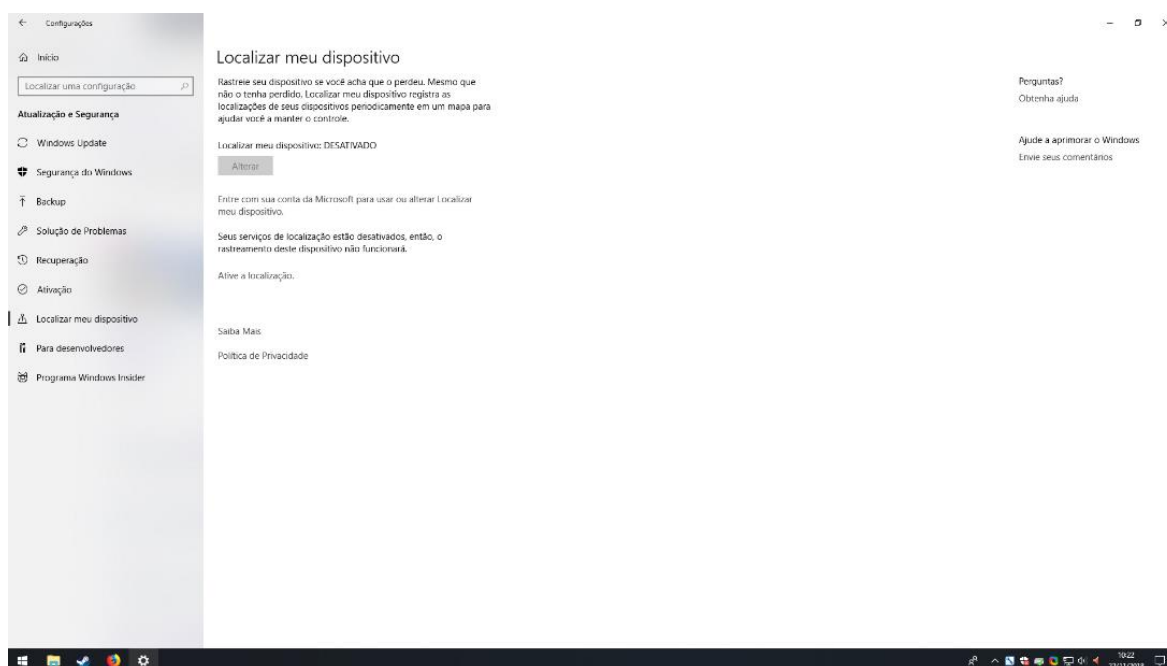 Configurações
Início
Localizar uma configuração
Atualização e Segurança
Windows Update
Segurança do Windows
Backup
Solução de Problemas
Recuperação
Ativação
Localizar meu dispositivo
Para desenvolvedores
Programa Windows Insider
Localizar meu dispositivo
Rastreie seu dispositivo se você acha que o perdeu. Mesmo que
não o tenha perdido, Localizar meu dispositivo registra as
localizações de seus dispositivos periodicamente em um mapa para
ajudar você a manter o controle.
Localizar meu dispositivo: DESATIVADO
Alterar
Entre com sua conta da Microsoft para usar ou alterar Localizar
meu dispositivo.
Seus serviços de localização estão desativados, então, o
rastreamento deste dispositivo não funcionará.
Ative a localização.
Saiba Mais
Política de Privacidade
Perguntas?
Obtenha ajuda
Ajude a aprimorar o Windows
Envie seus comentários
10:22